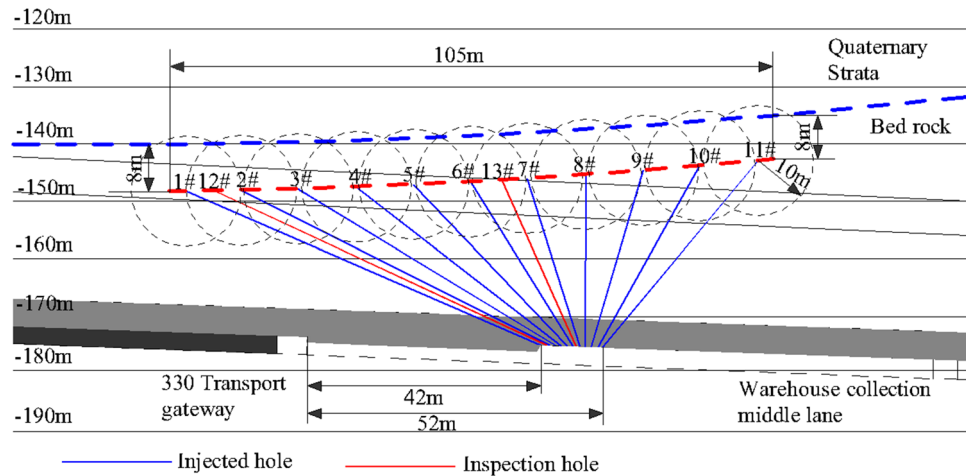 -120m
105m
Quaternary
Strata
-130m
-140m
Bed rock
8m
8m
-150m
1# 12# 2# 3# 4# 5# 6# 13# 7# 8# 9# 10# 11#
10m
-160m
-170m
-180m
330 Transport
gateway
42m
Warehouse collection
middle lane
52m
-190m
Injected hole
Inspection hole